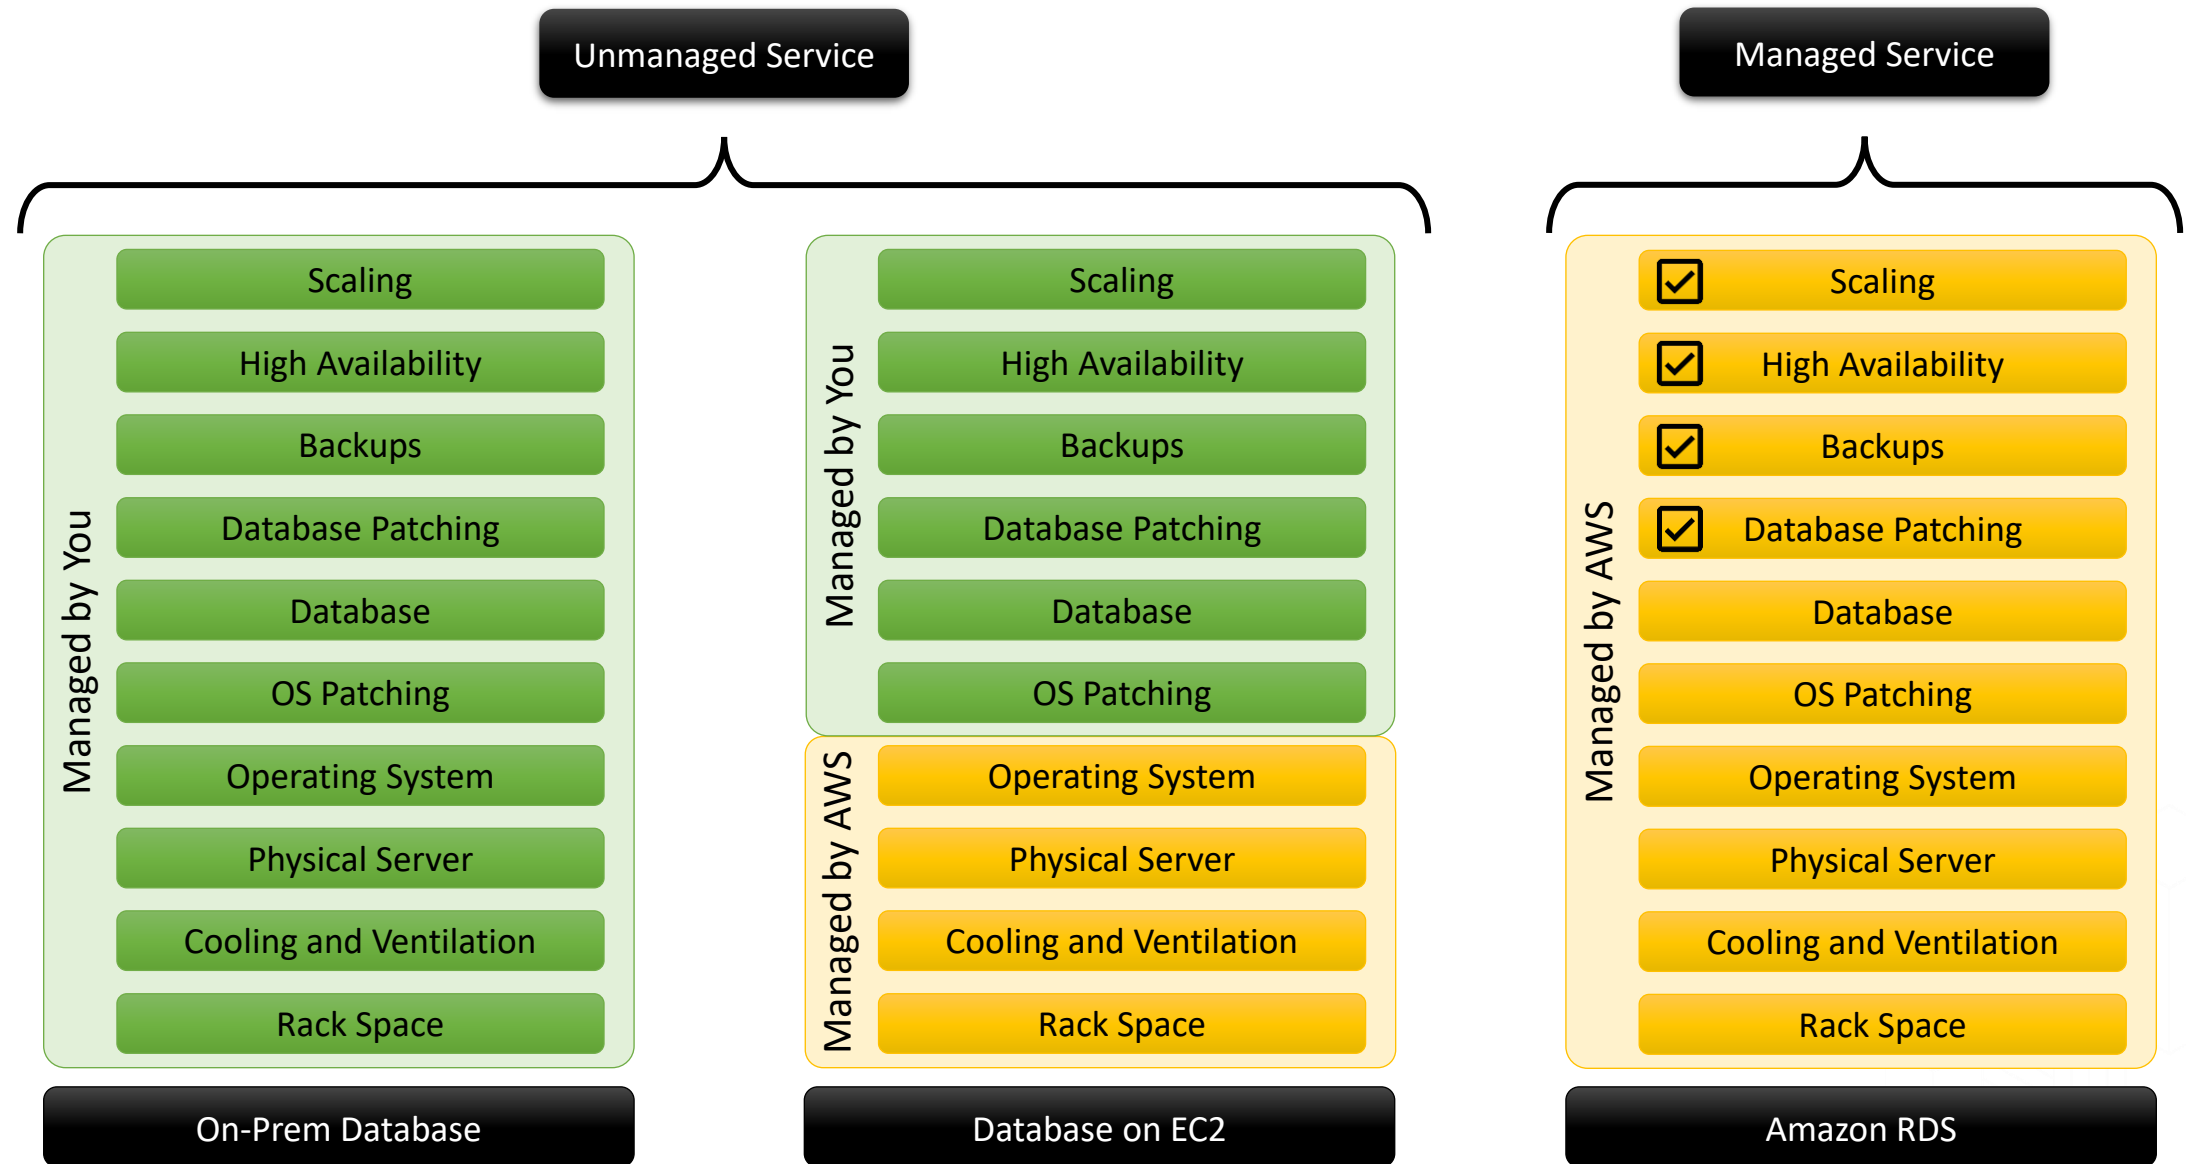 Unmanaged Service
Managed Service
Managed by You
Scaling
High Availability
Backups
Database Patching
Database
OS Patching
Operating System
Physical Server
Cooling and Ventilation
Rack Space
On-Prem Database
Managed by You
Scaling
High Availability
Backups
Database Patching
Database
OS Patching
Managed by AWS
Operating System
Physical Server
Cooling and Ventilation
Rack Space
Database on EC2
Managed by AWS
Scaling
High Availability
Backups
Database Patching
Database
OS Patching
Operating System
Physical Server
Cooling and Ventilation
Rack Space
Amazon RDS